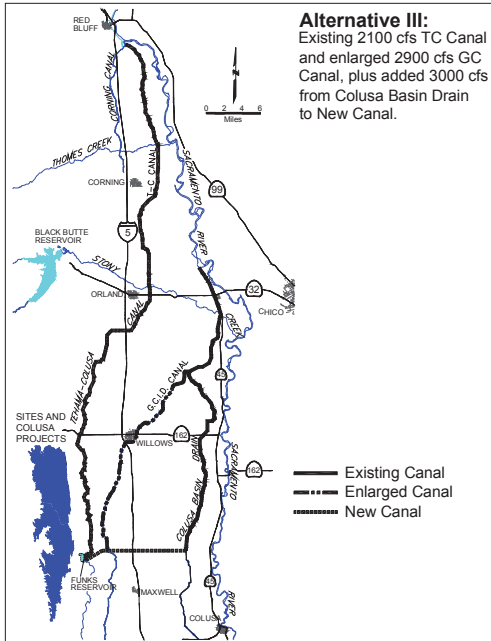 Alternative III:
Existing 2100 cfs TC Canal
and enlarged 2900 cfs GC
Canal, plus added 3000 cfs
from Colusa Basin Drain
to New Canal.
RED
BLUFF
CORNING CANAL
N
0 2 4 6
Miles
THOMES CREEK
T-C CANAL
CORNING
SACRAMENTO
RIVER
99
5
BLACK BUTTE
RESERVOIR
STONY
CREEK
ORLAND
32
CHICO
TEHAMA-COLUSA
CANAL
G.C.I.D. CANAL
45
SITES AND
COLUSA
PROJECTS
162
WILLOWS
COLUSA BASIN
DRAIN
SACRAMENTO
RIVER
162
Existing Canal
Enlarged Canal
New Canal
FUNKS
RESERVOIR
MAXWELL
45
COLUSA